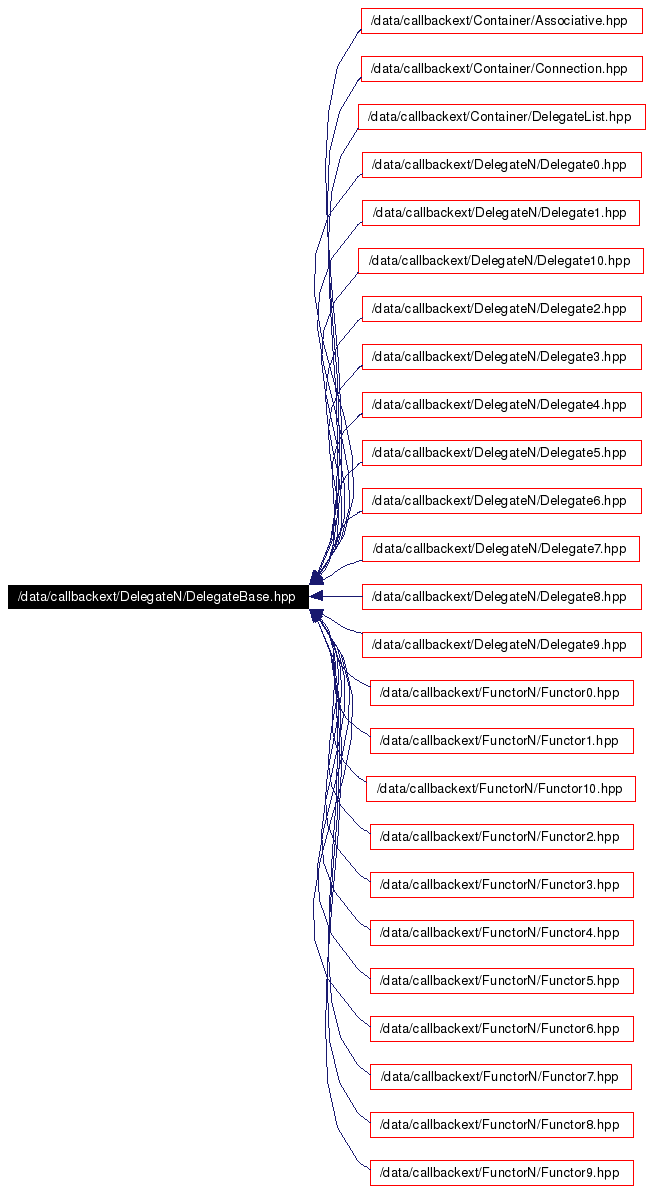 /data/callbackext/Container/Associative.hpp
/data/callbackext/Container/Connection.hpp
/data/callbackext/Container/DelegateList.hpp
/data/callbackext/DelegateN/Delegate0.hpp
/data/callbackext/DelegateN/Delegate1.hpp
/data/callbackext/DelegateN/Delegate10.hpp
/data/callbackext/DelegateN/Delegate2.hpp
/data/callbackext/DelegateN/Delegate3.hpp
/data/callbackext/DelegateN/Delegate4.hpp
/data/callbackext/DelegateN/Delegate5.hpp
/data/callbackext/DelegateN/Delegate6.hpp
/data/callbackext/DelegateN/Delegate7.hpp
/data/callbackext/DelegateN/DelegateBase.hpp
/data/callbackext/DelegateN/Delegate8.hpp
/data/callbackext/DelegateN/Delegate9.hpp
/data/callbackext/FunctorN/Functor0.hpp
/data/callbackext/FunctorN/Functor1.hpp
/data/callbackext/FunctorN/Functor10.hpp
/data/callbackext/FunctorN/Functor2.hpp
/data/callbackext/FunctorN/Functor3.hpp
/data/callbackext/FunctorN/Functor4.hpp
/data/callbackext/FunctorN/Functor5.hpp
/data/callbackext/FunctorN/Functor6.hpp
/data/callbackext/FunctorN/Functor7.hpp
/data/callbackext/FunctorN/Functor8.hpp
/data/callbackext/FunctorN/Functor9.hpp